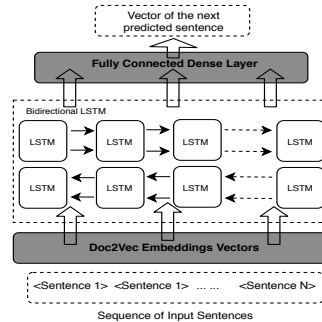 Vector of the next
predicted sentence
Fully Connected Dense Layer
Bidirectional LSTM
LSTM LSTM LSTM LSTM
LSTM LSTM LSTM LSTM
Doc2Vec Embeddings Vectors
<Sentence 1> <Sentence 1> ... ... <Sentence N>
Sequence of Input Sentences